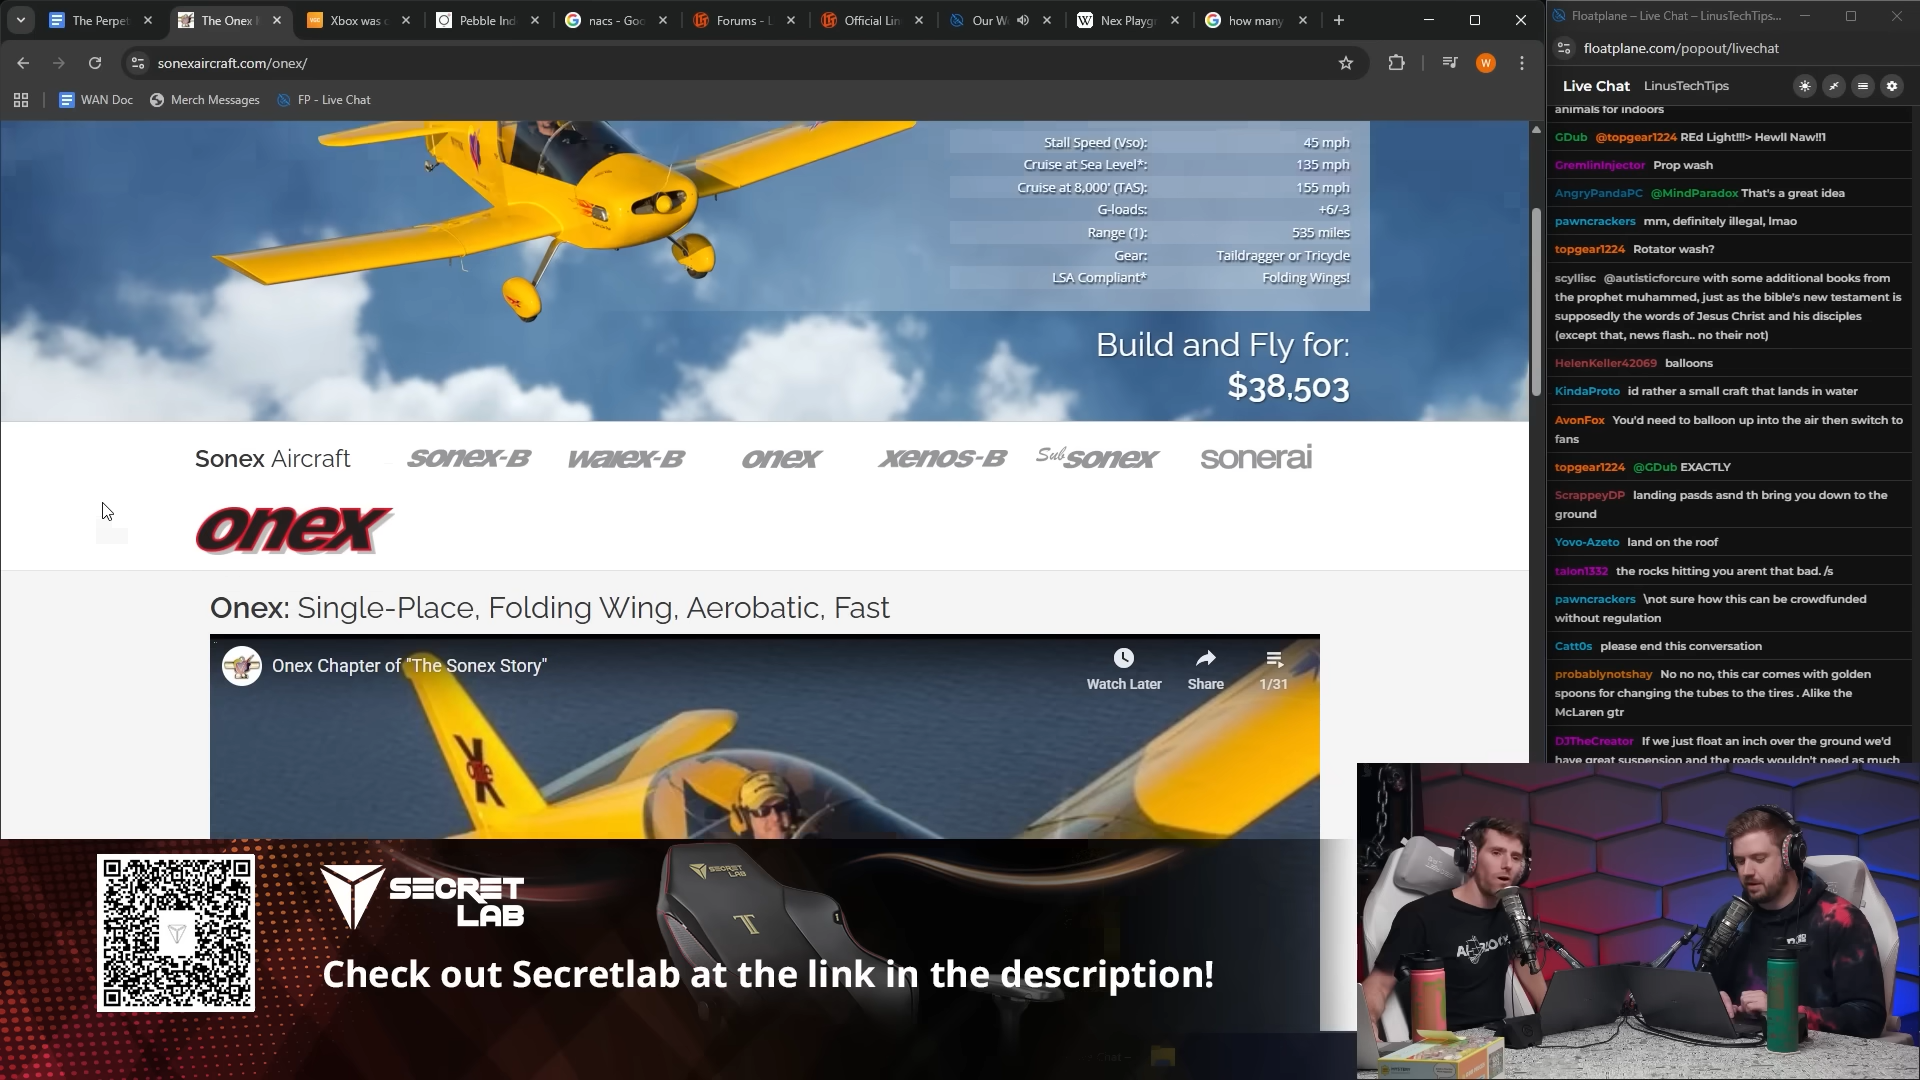 The Perpet
The Onex
Xbox was
Pebble Ind
nacs - Goo
Forums - L
Official Lin
Our W
Nex Playgr
how many
sonexaircraft.com/onex/
W
WAN Doc
Merch Messages
FP - Live Chat
Stall Speed (Vso): 45 mph
Cruise at Sea Level*: 135 mph
Cruise at 8,000' (TAS): 155 mph
G-loads: +6/-3
Range (1): 535 miles
Gear: Taildragger or Tricycle
LSA Compliant* Folding Wings!
Build and Fly for:
$38,503
Sonex Aircraft
sonex-B
waiex-B
onex
xenos-B
SubSonex
sonerai
onex
Onex: Single-Place, Folding Wing, Aerobatic, Fast
Onex Chapter of "The Sonex Story"
Watch Later
Share
1/31
SECRET
LAB
SECRET
LAB
Check out Secretlab at the link in the description!
Floatplane – Live Chat – LinusTechTips...
floatplane.com/popout/livechat
Live Chat LinusTechTips
animals for indoors
GDub @topgear1224 REd Light!!!> Hewll Naw!!1
GremlinInjector Prop wash
AngryPandaPC @MindParadox That's a great idea
pawncrackers mm, definitely illegal, lmao
topgear1224 Rotator wash?
scyllisc @autisticforcure with some additional books from
the prophet muhammed, just as the bible's new testament is
supposedly the words of Jesus Christ and his disciples
(except that, news flash.. no their not)
HelenKeller42069 balloons
KindaProto id rather a small craft that lands in water
AvonFox You'd need to balloon up into the air then switch to
fans
topgear1224 @GDub EXACTLY
ScrappeyDP landing pasds asnd th bring you down to the
ground
Yovo-Azeto land on the roof
talon1332 the rocks hitting you arent that bad. /s
pawncrackers \not sure how this can be crowdfunded
without regulation
Catt0s please end this conversation
probablynotshay No no no, this car comes with golden
spoons for changing the tubes to the tires . Alike the
McLaren gtr
DJTheCreator If we just float an inch over the ground we'd
have great suspension and the roads wouldn't need as much